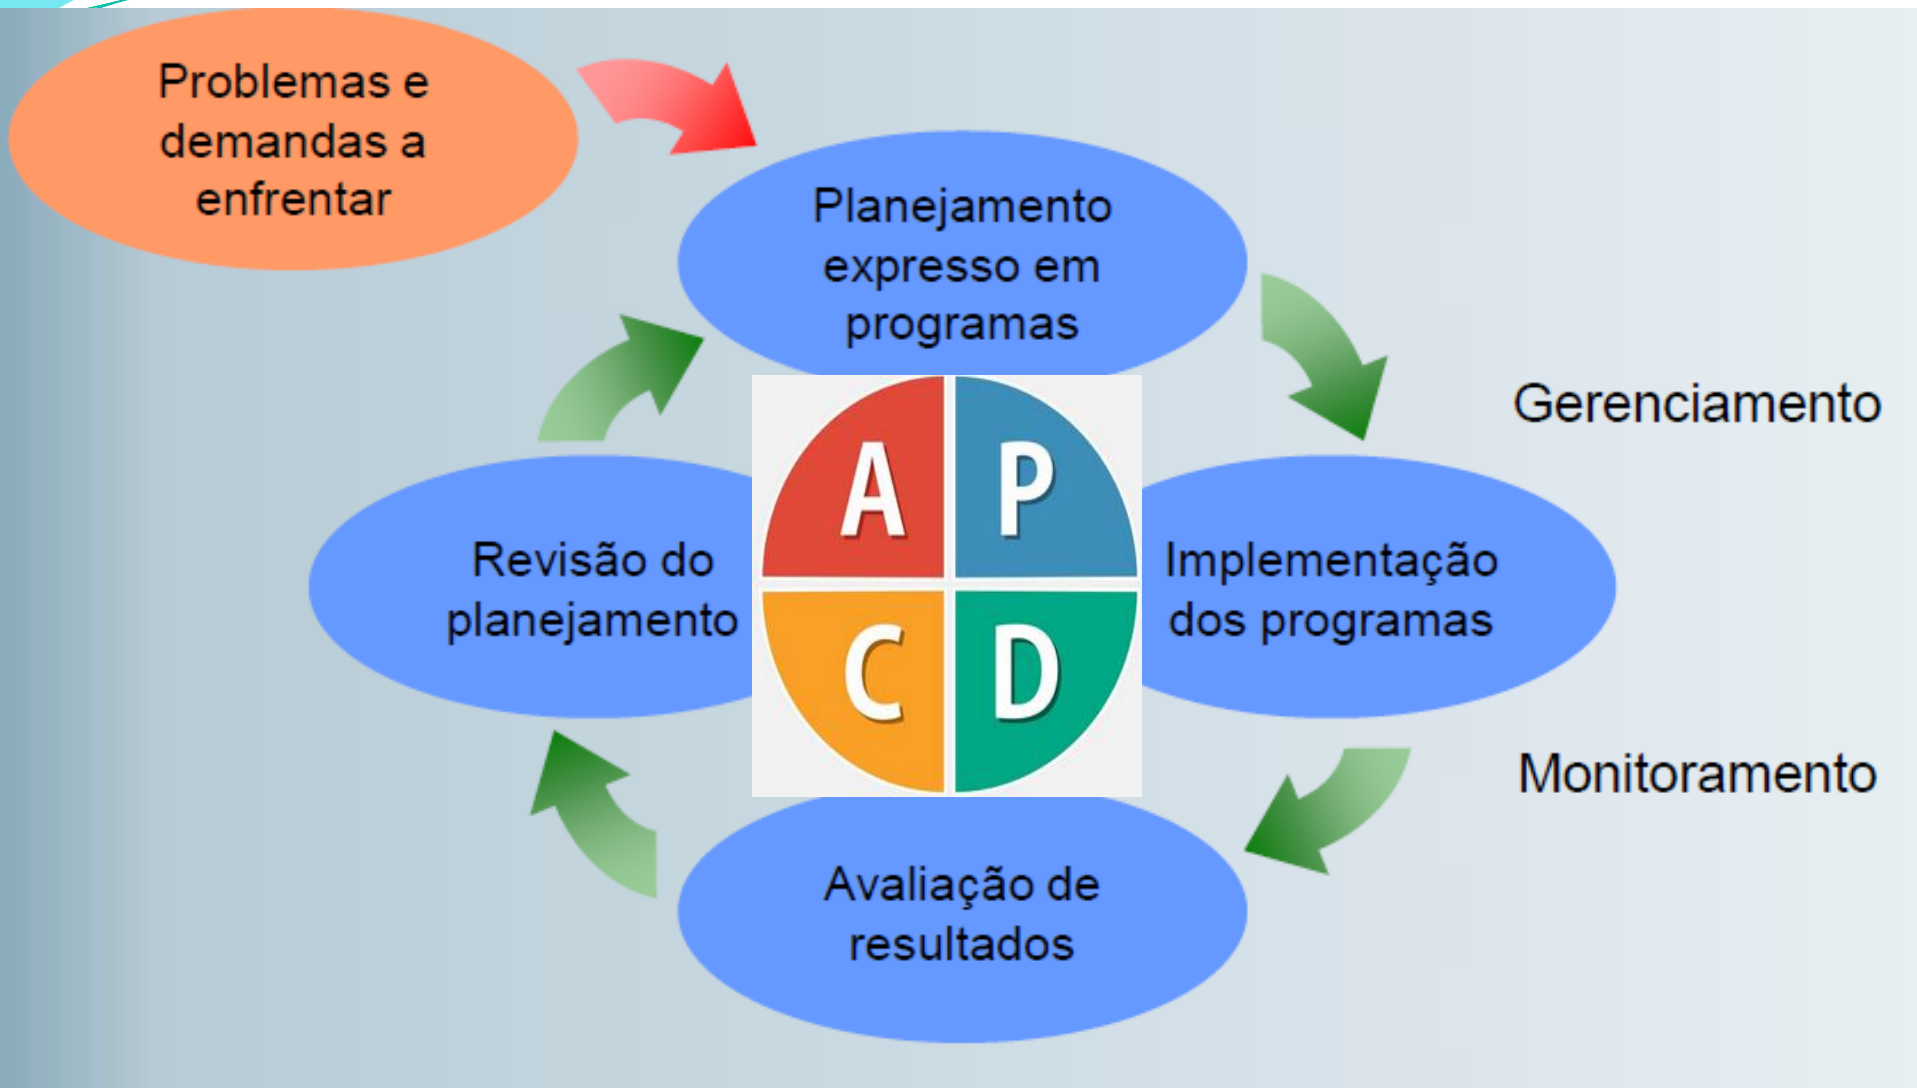 Problemas e
demandas a
enfrentar
Planejamento
expresso em
programas
Gerenciamento
A P
Revisão do
planejamento
Implementação
dos programas
C D
Monitoramento
Avaliação de
resultados